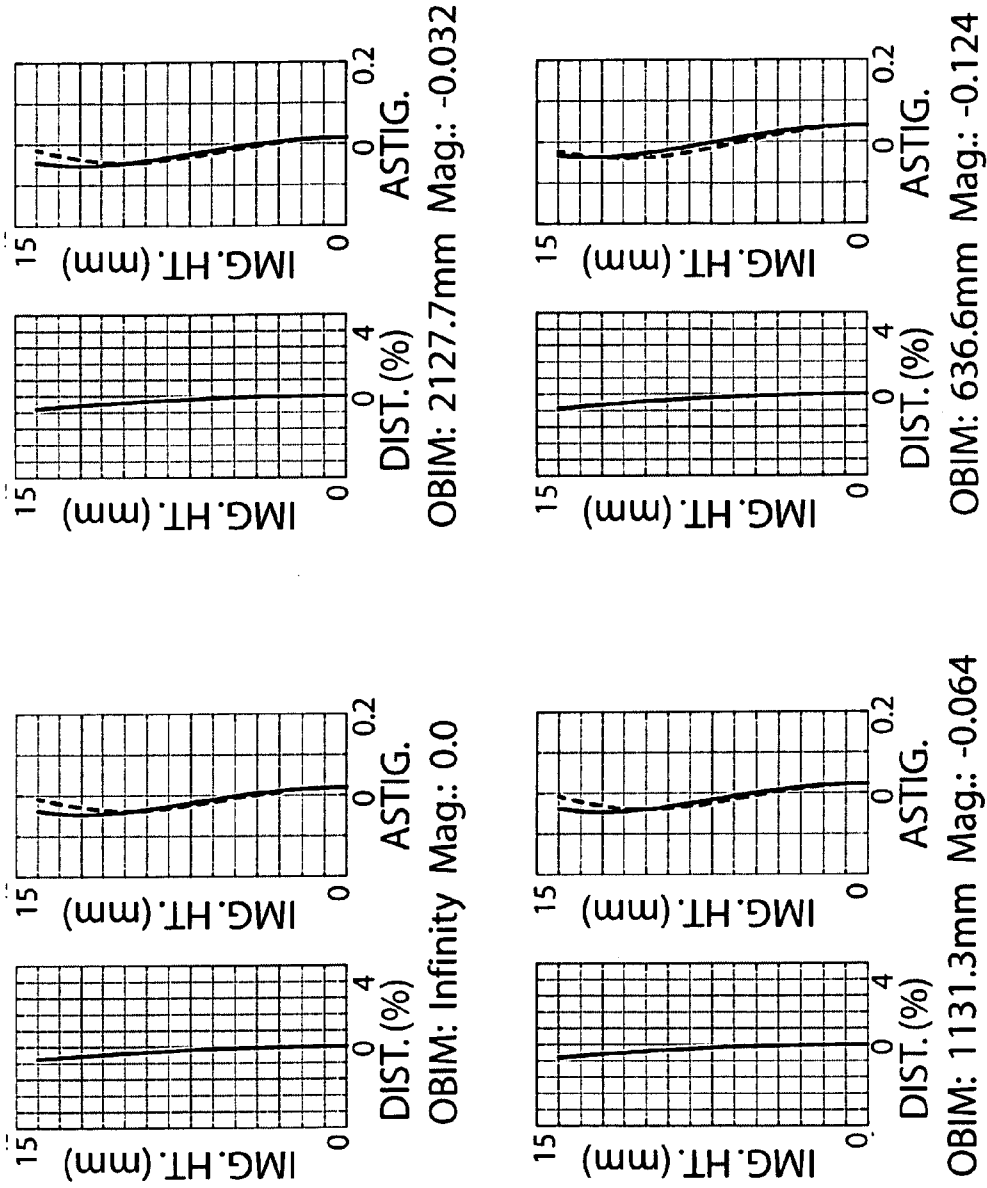 15
IMG.HT. (mm)
0
0
4
DIST. (%)
15
IMG.HT. (mm)
0
0
0.2
ASTIG.
OBIM: Infinity Mag.: 0.0
15
IMG.HT. (mm)
0
0
4
DIST. (%)
15
IMG.HT. (mm)
0
0
0.2
ASTIG.
OBIM: 2127.7mm Mag.: -0.032
15
IMG.HT. (mm)
0
0
4
DIST. (%)
15
IMG.HT. (mm)
0
0
0.2
ASTIG.
OBIM: 1131.3mm Mag.: -0.064
15
IMG.HT. (mm)
0
0
4
DIST. (%)
15
IMG.HT. (mm)
0
0
0.2
ASTIG.
OBIM: 636.6mm Mag.: -0.124